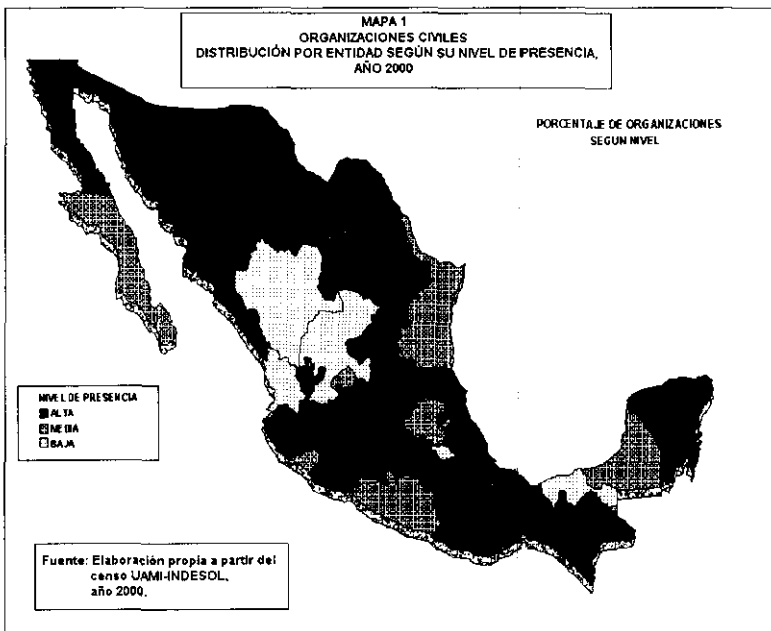 MAPA 1
ORGANIZACIONES CIVILES
DISTRIBUCIÓN POR ENTIDAD SEGÚN SU NIVEL DE PRESENCIA,
AÑO 2000
PORCENTAJE DE ORGANIZACIONES
SEGUN NIVEL
NIVEL DE PRESENCIA
ALTA
MEDIA
BAJA
Fuente: Elaboración propia a partir del
censo UAMI-INDESOL,
año 2000.